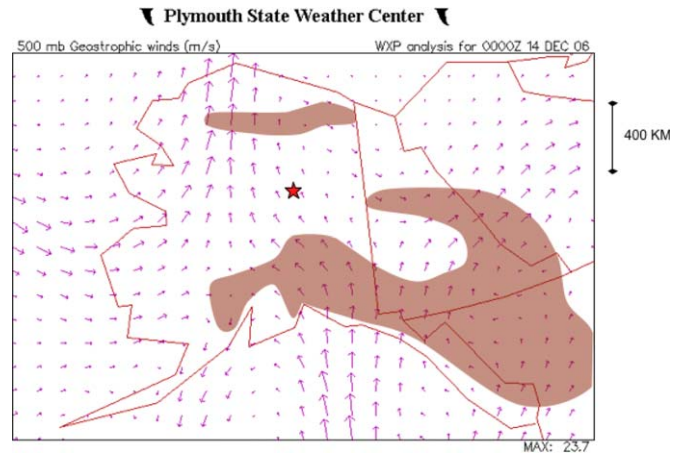 Plymouth State Weather Center
500 mb Geostrophic winds (m/s) WXP analysis for 0000Z 14 DEC 06
400 KM
MAX: 23.7